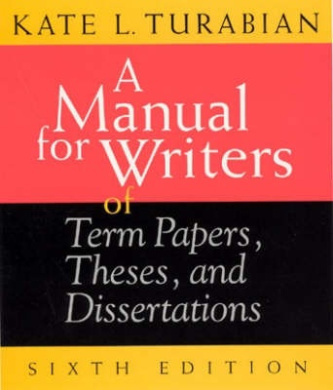 KATE L. TURABIAN
A
Manual
for Writers
of
Term Papers,
Theses, and
Dissertations
SIXTH EDITION